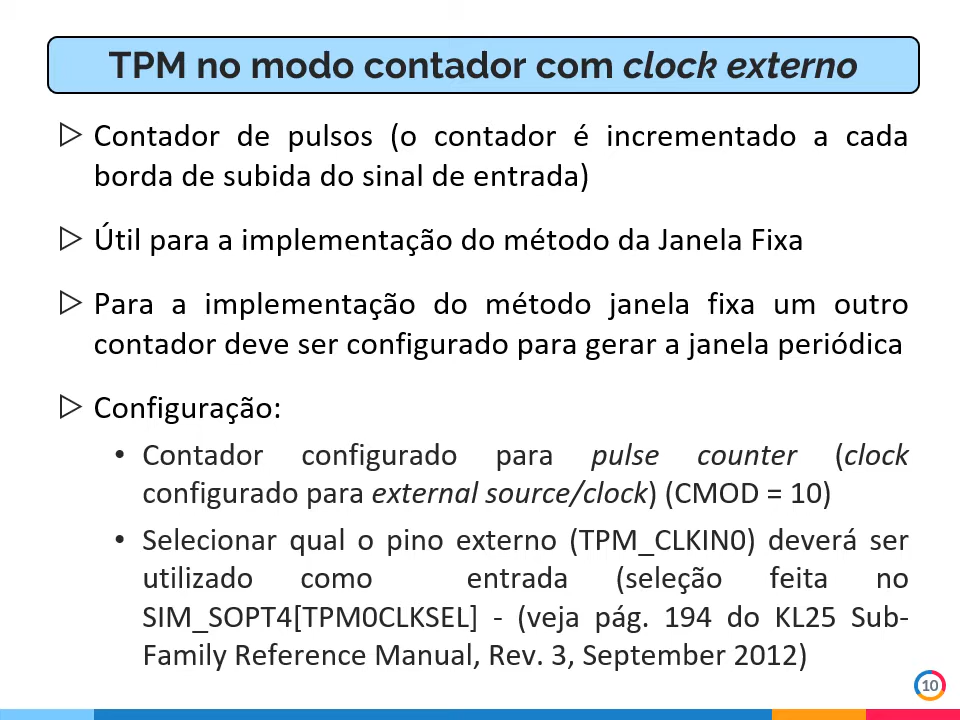 TPM no modo contador com clock externo
Contador de pulsos (o contador é incrementado a cada
borda de subida do sinal de entrada)
Útil para a implementação do método da Janela Fixa
Para a implementação do método janela fixa um outro
contador deve ser configurado para gerar a janela periódica
Configuração:
• Contador configurado para pulse counter (clock
configurado para external source/clock) (CMOD = 10)
• Selecionar qual o pino externo (TPM_CLKIN0) deverá ser
utilizado como entrada (seleção feita no
SIM_SOPT4[TPM0CLKSEL] - (veja pág. 194 do KL25 Sub-
Family Reference Manual, Rev. 3, September 2012)
10